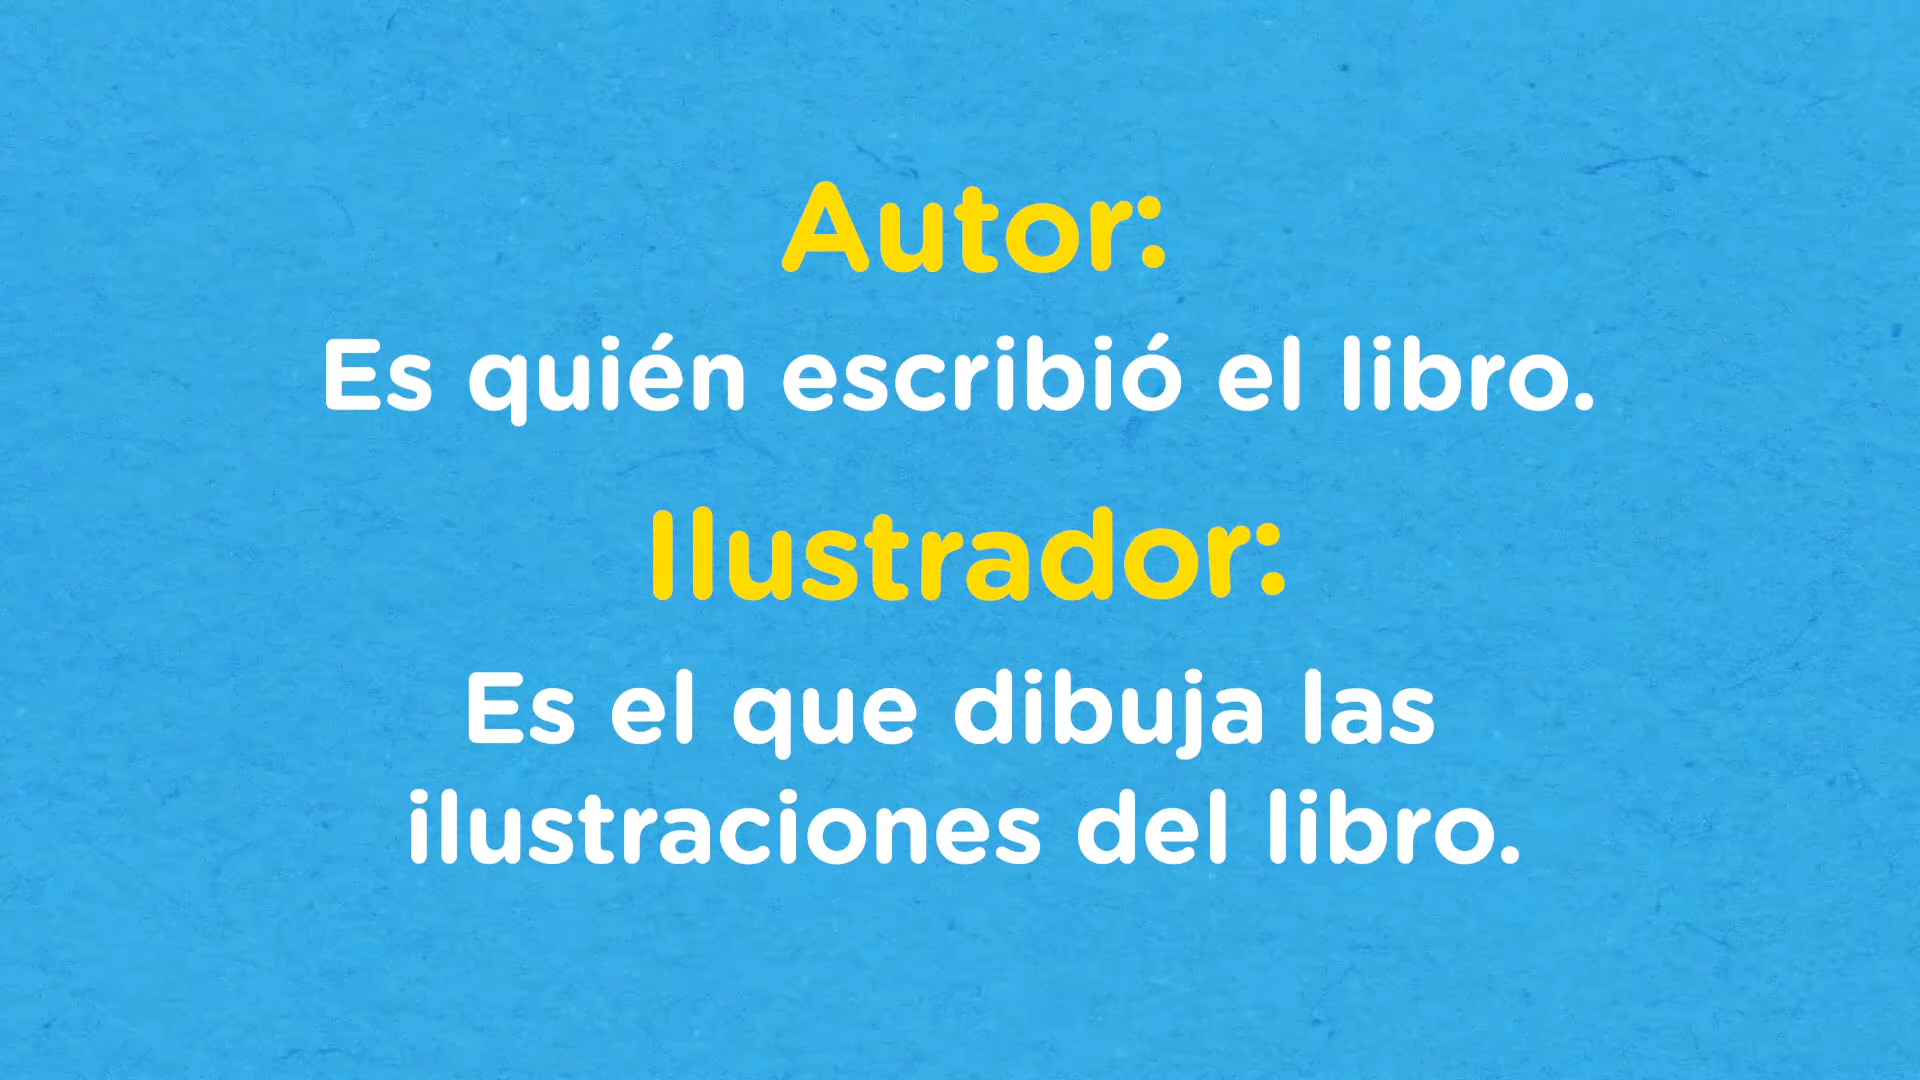 Autor:
Es quién escribió el libro.
Ilustrador:
Es el que dibuja las
ilustraciones del libro.